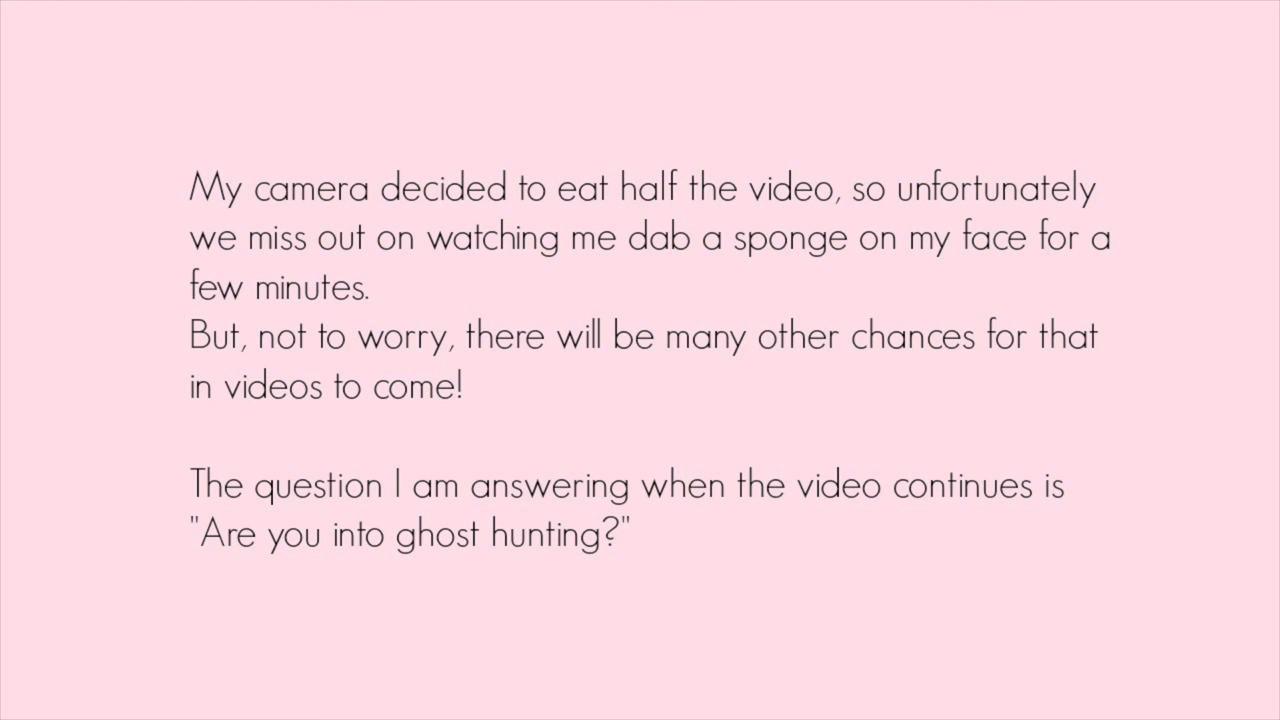 My camera decided to eat half the video, so unfortunately
we miss out on watching me dab a sponge on my face for a
few minutes.
But, not to worry, there will be many other chances for that
in videos to come!
The question I am answering when the video continues is
"Are you into ghost hunting?"